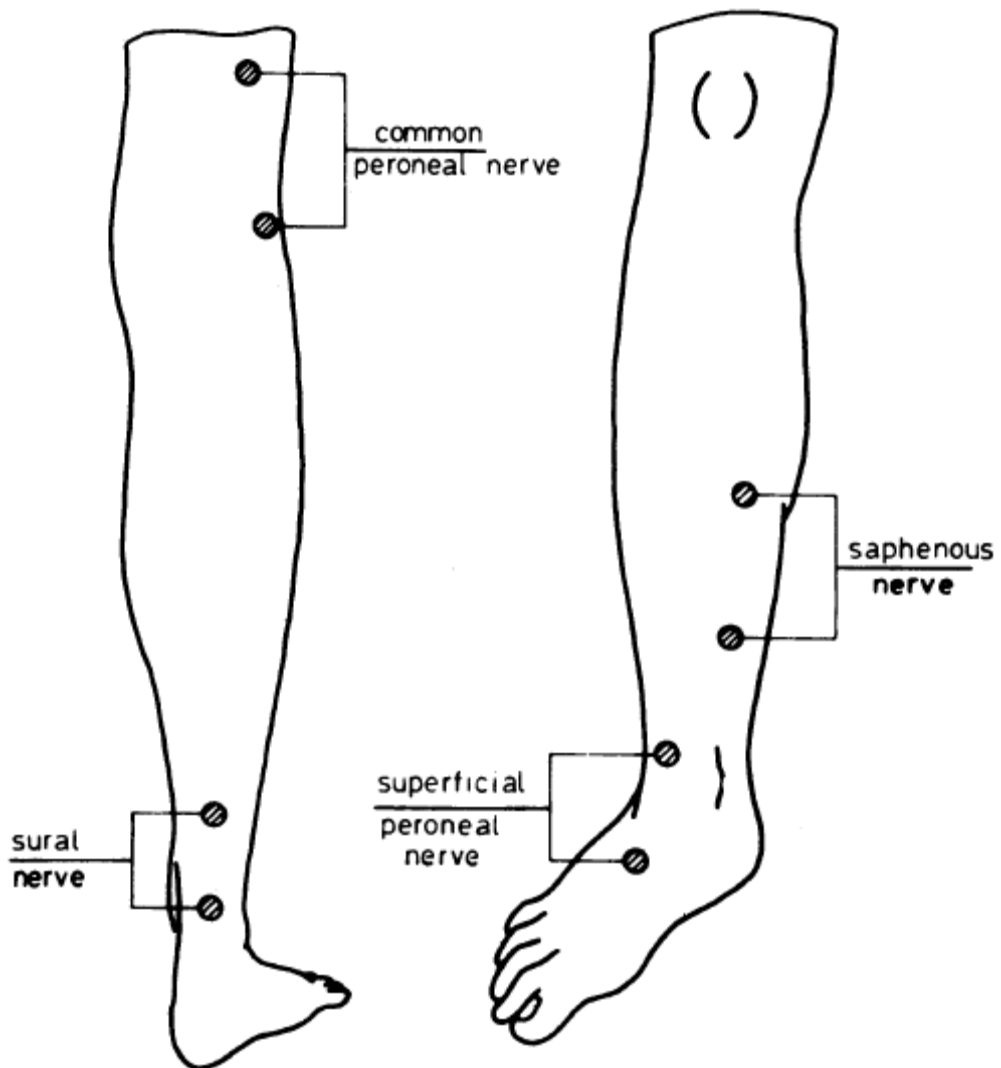 common
peroneal nerve
saphenous
nerve
superficial
peroneal
nerve
sural
nerve